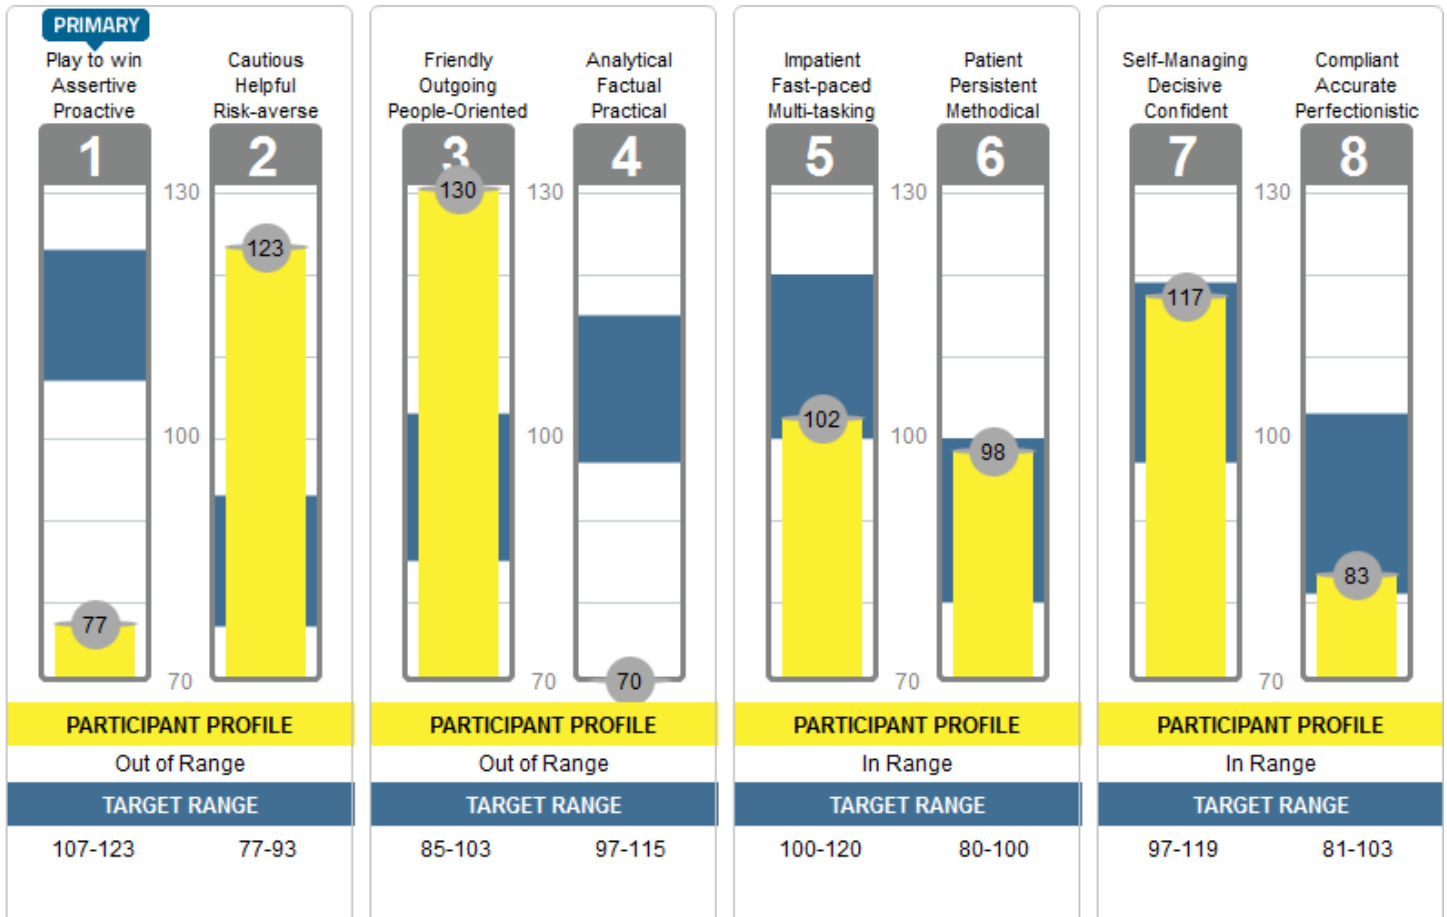 PRIMARY
Play to win
Assertive
Proactive
1
Cautious
Helpful
Risk-averse
2
130
123
100
77
70
PARTICIPANT PROFILE
Out of Range
TARGET RANGE
107-123
77-93
Friendly
Outgoing
People-Oriented
3
Analytical
Factual
Practical
4
130
130
100
70
70
PARTICIPANT PROFILE
Out of Range
TARGET RANGE
85-103
97-115
Impatient
Fast-paced
Multi-tasking
5
Patient
Persistent
Methodical
6
130
102
100
98
70
PARTICIPANT PROFILE
In Range
TARGET RANGE
100-120
80-100
Self-Managing
Decisive
Confident
7
Compliant
Accurate
Perfectionistic
8
130
117
100
83
70
PARTICIPANT PROFILE
In Range
TARGET RANGE
97-119
81-103